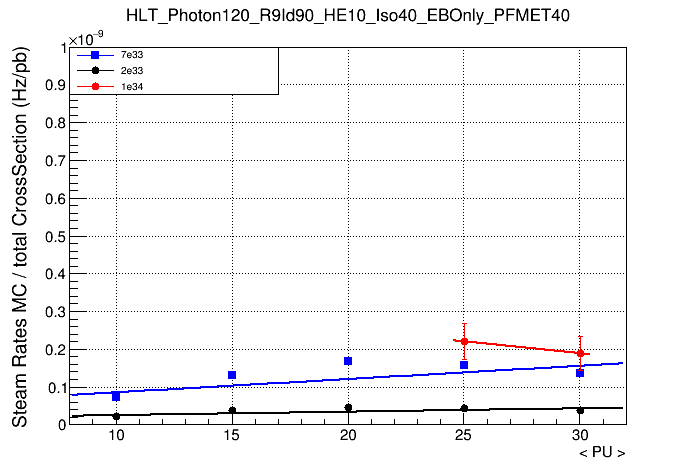 HLT_Photon120_R9Id90_HE10_Iso40_EBOnly_PFMET40
×10⁻⁹
Steam Rates MC / total CrossSection (Hz/pb)
1
0.9
0.8
0.7
0.6
0.5
0.4
0.3
0.2
0.1
0
7e33
2e33
1e34
10 15 20 25 30
< PU >